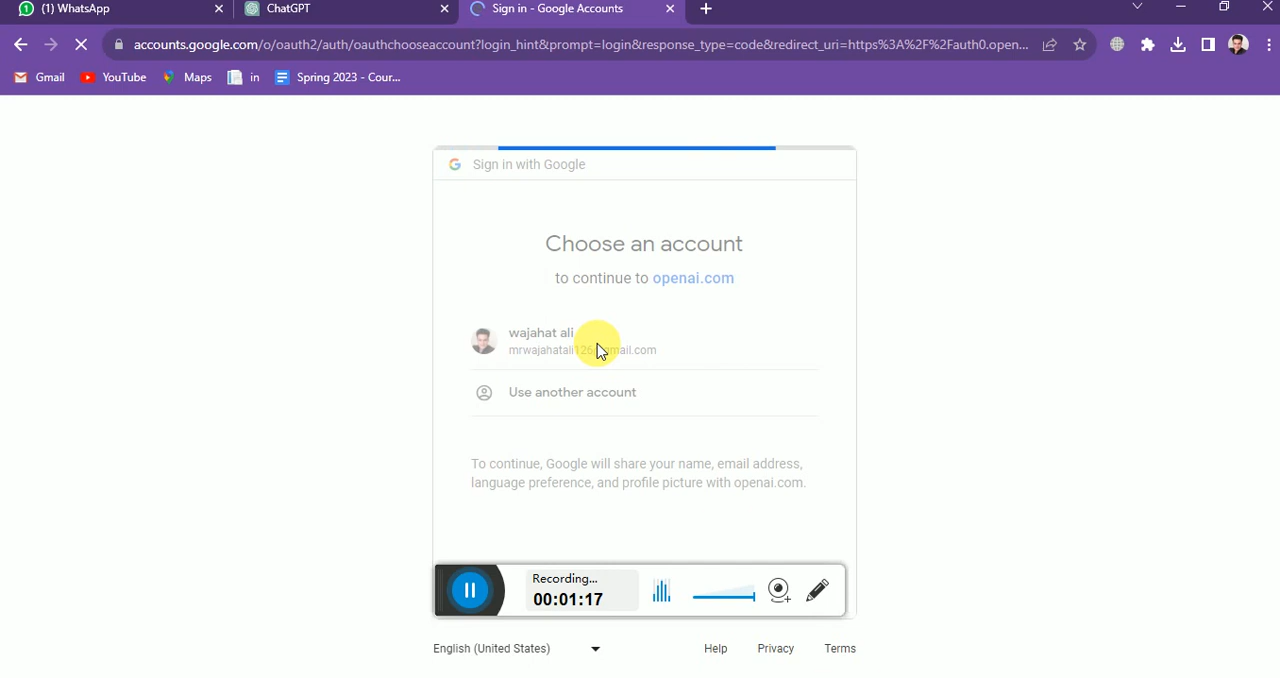 (1) WhatsApp
ChatGPT
Sign in - Google Accounts
accounts.google.com/o/oauth2/auth/oauthchooseaccount?login_hint&prompt=login&response_type=code&redirect_uri=https%3A%2F%2Fauth0.open...
Gmail
YouTube
Maps
in
Spring 2023 - Cour...
Sign in with Google
Choose an account
to continue to openai.com
wajahat ali
mrwajahatali126@gmail.com
Use another account
To continue, Google will share your name, email address,
language preference, and profile picture with openai.com.
Recording...
00:01:17
English (United States)
Help
Privacy
Terms